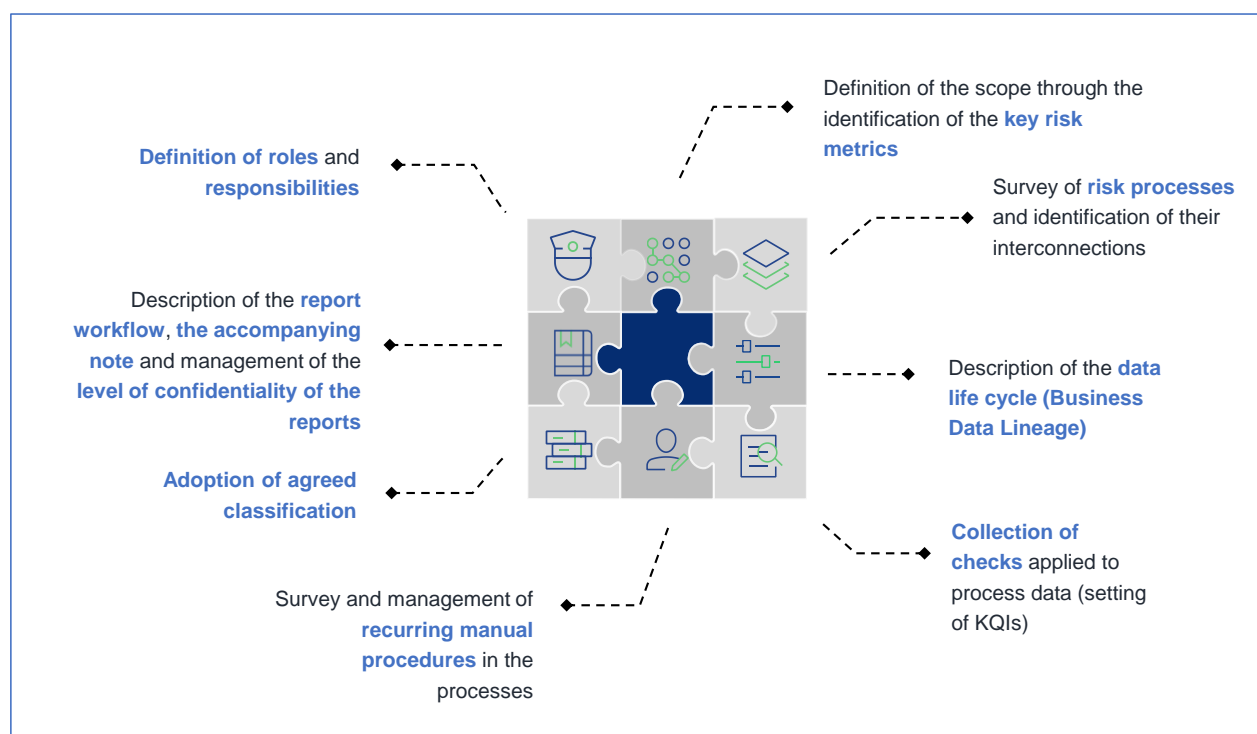 Definition of the scope through the
identification of the key risk
metrics
Definition of roles and
responsibilities
Survey of risk processes
and identification of their
interconnections
Description of the report
workflow, the accompanying
note and management of the
level of confidentiality of the
reports
Description of the data
life cycle (Business
Data Lineage)
Adoption of agreed
classification
Collection of
checks applied to
process data (setting
of KQIs)
Survey and management of
recurring manual
procedures in the
processes